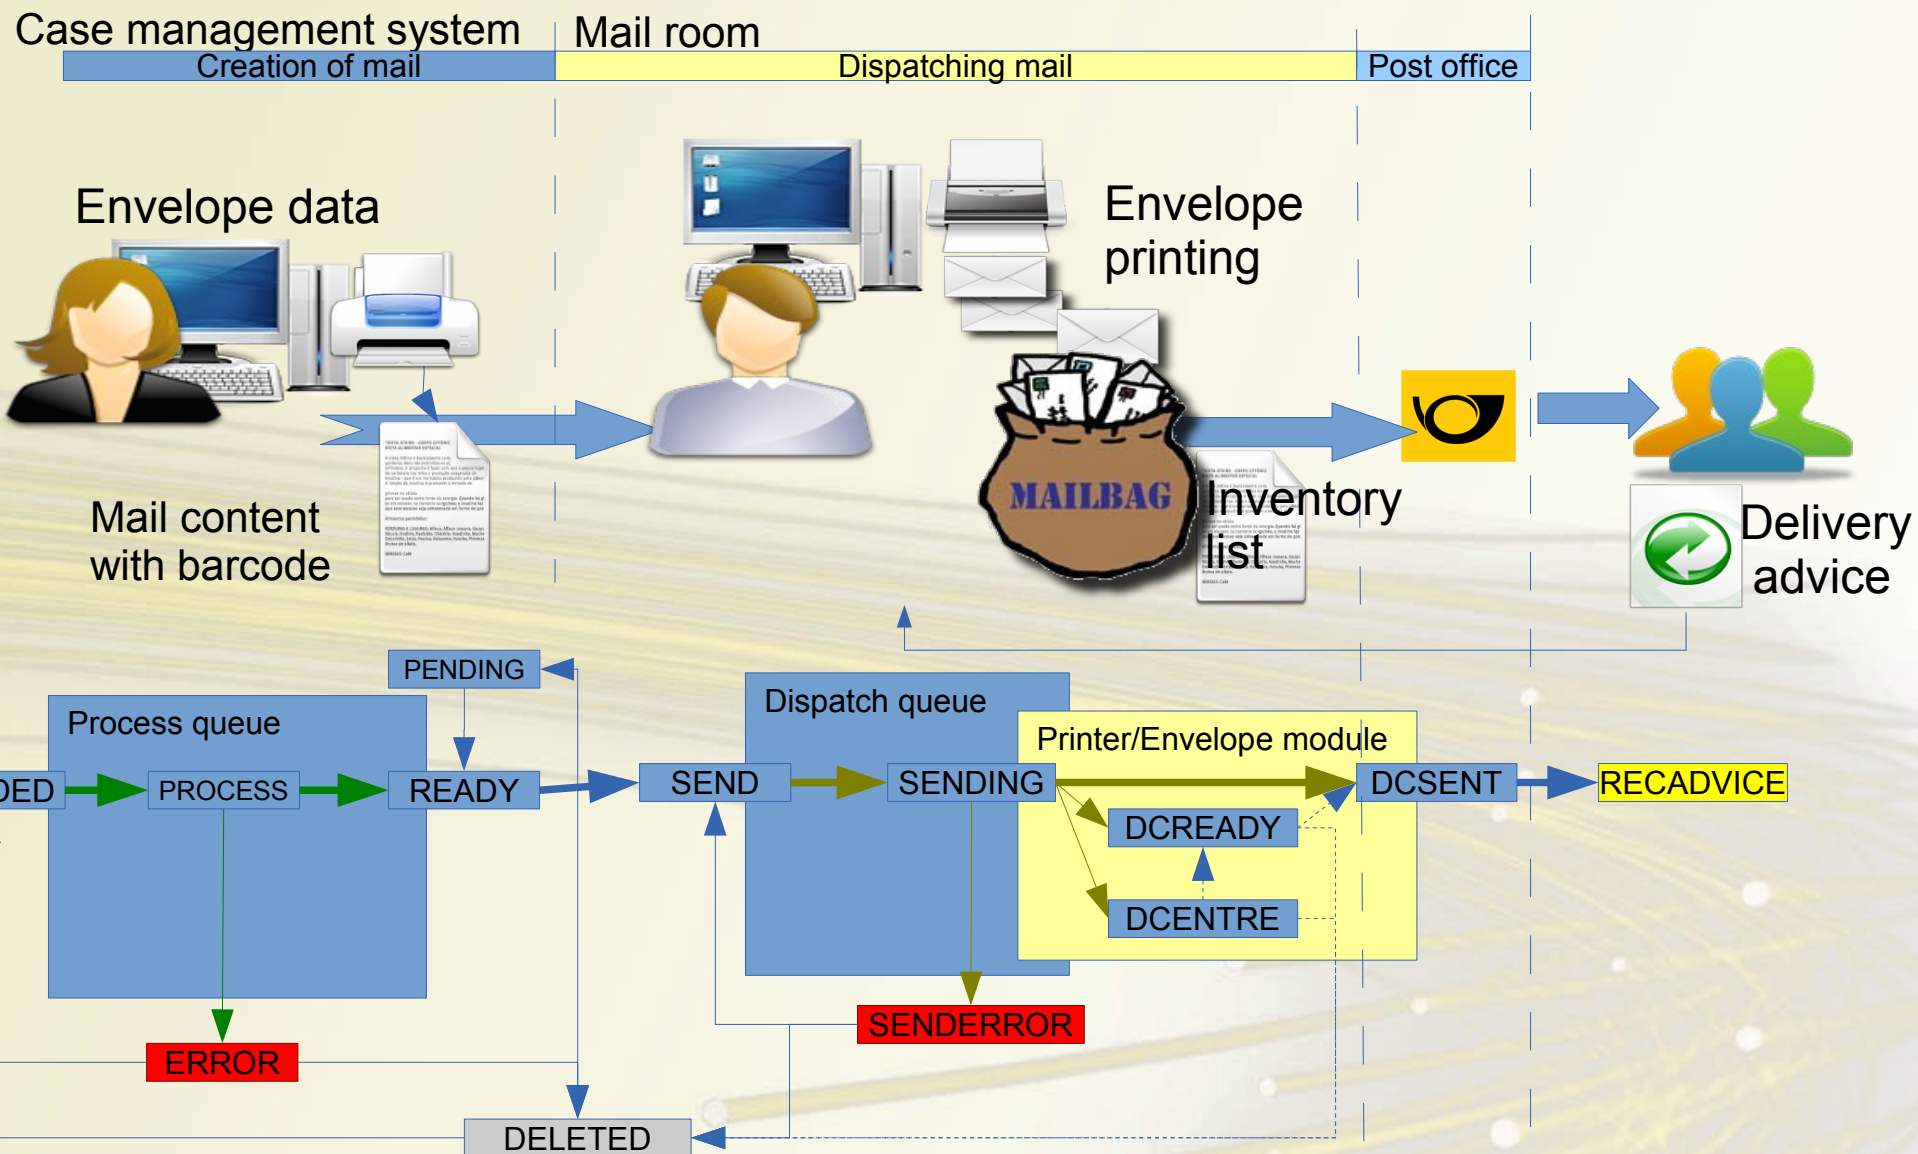 Case management system
Mail room
Creation of mail
Dispatching mail
Post office
Envelope data
Envelope
printing
Mail content
with barcode
MAILBAG
Inventory
list
Delivery
advice
PENDING
Process queue
Dispatch queue
Printer/Envelope module
DED
PROCESS
READY
SEND
SENDING
DCSENT
RECADVICE
DCREADY
DCENTRE
SENDERROR
ERROR
DELETED